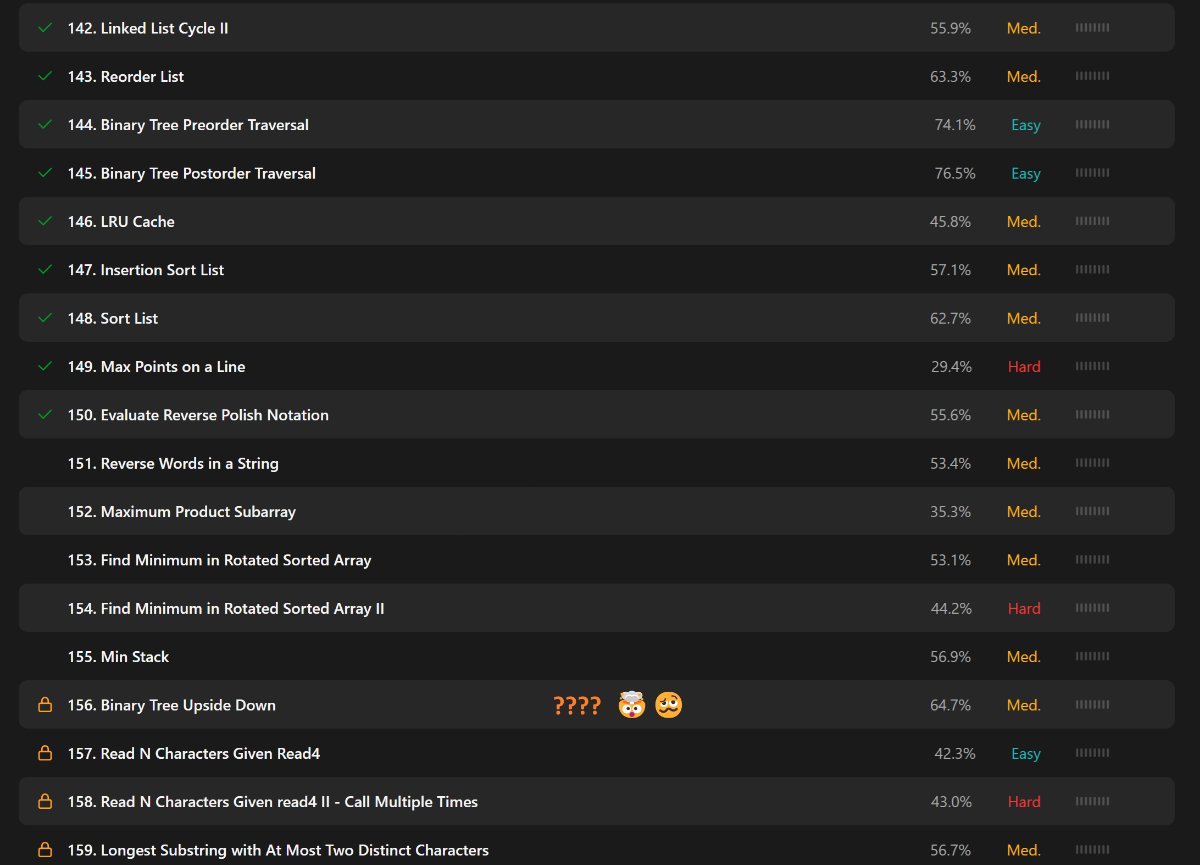 142. Linked List Cycle II 55.9% Med.
143. Reorder List 63.3% Med.
144. Binary Tree Preorder Traversal 74.1% Easy
145. Binary Tree Postorder Traversal 76.5% Easy
146. LRU Cache 45.8% Med.
147. Insertion Sort List 57.1% Med.
148. Sort List 62.7% Med.
149. Max Points on a Line 29.4% Hard
150. Evaluate Reverse Polish Notation 55.6% Med.
151. Reverse Words in a String 53.4% Med.
152. Maximum Product Subarray 35.3% Med.
153. Find Minimum in Rotated Sorted Array 53.1% Med.
154. Find Minimum in Rotated Sorted Array II 44.2% Hard
155. Min Stack 56.9% Med.
156. Binary Tree Upside Down ???? 🤯 🥴 64.7% Med.
157. Read N Characters Given Read4 42.3% Easy
158. Read N Characters Given read4 II - Call Multiple Times 43.0% Hard
159. Longest Substring with At Most Two Distinct Characters 56.7% Med.